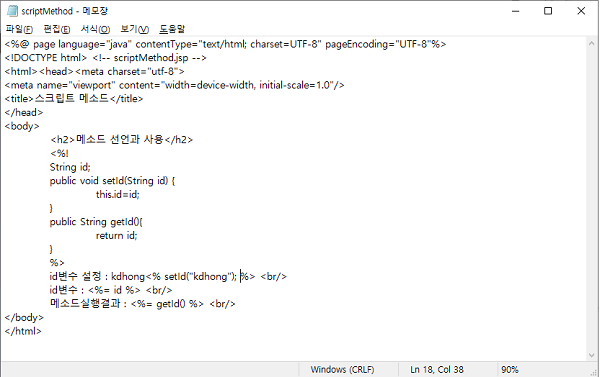 scriptMethod - 메모장
파일(F) 편집(E) 서식(O) 보기(V) 도움말
<%@ page language="java" contentType="text/html; charset=UTF-8" pageEncoding="UTF-8"%>
<!DOCTYPE html> <!-- scriptMethod.jsp -->
<html><head><meta charset="utf-8">
<meta name="viewport" content="width=device-width, initial-scale=1.0"/>
<title>스크립트 메소드</title>
</head>
<body>
<h2>메소드 선언과 사용</h2>
<%!
String id;
public void setId(String id) {
this.id=id;
}
public String getId(){
return id;
}
%>
id변수 설정 : kdhong<% setId("kdhong"); %> <br/>
id변수 : <%= id %> <br/>
메소드실행결과 : <%= getId() %> <br/>
</body>
</html>
Windows (CRLF) Ln 18, Col 38 90%